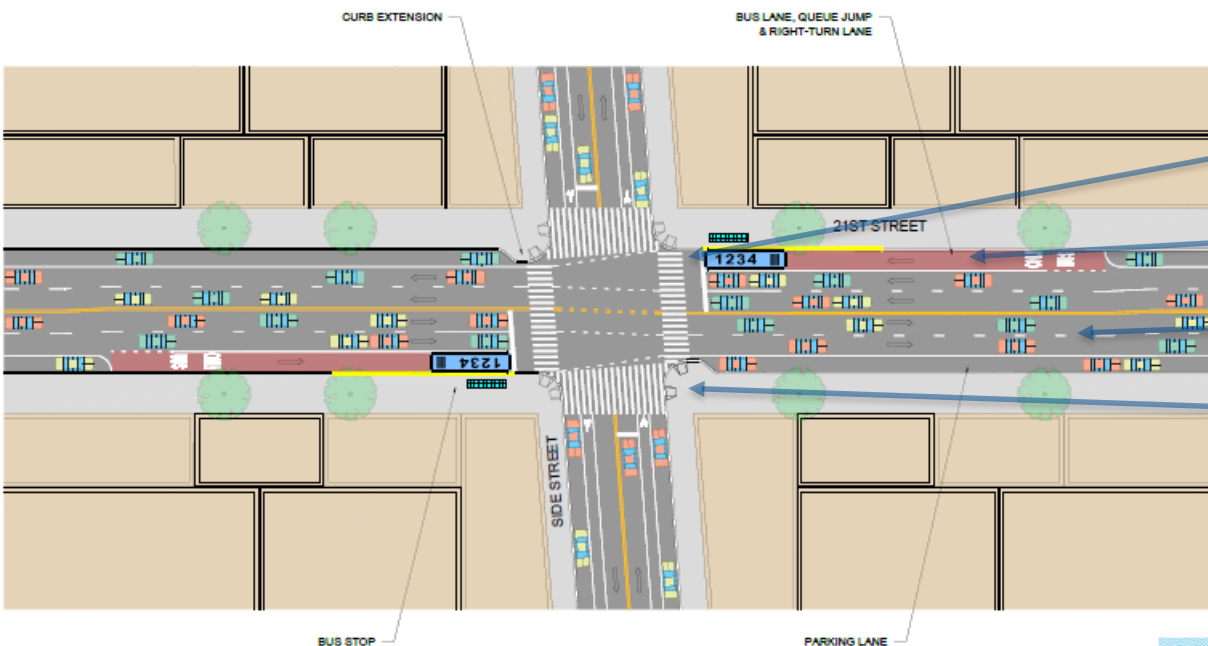 CURB EXTENSION
BUS LANE, QUEUE JUMP
& RIGHT-TURN LANE
21ST STREET
1234
1234
SIDE STREET
BUS STOP
PARKING LANE